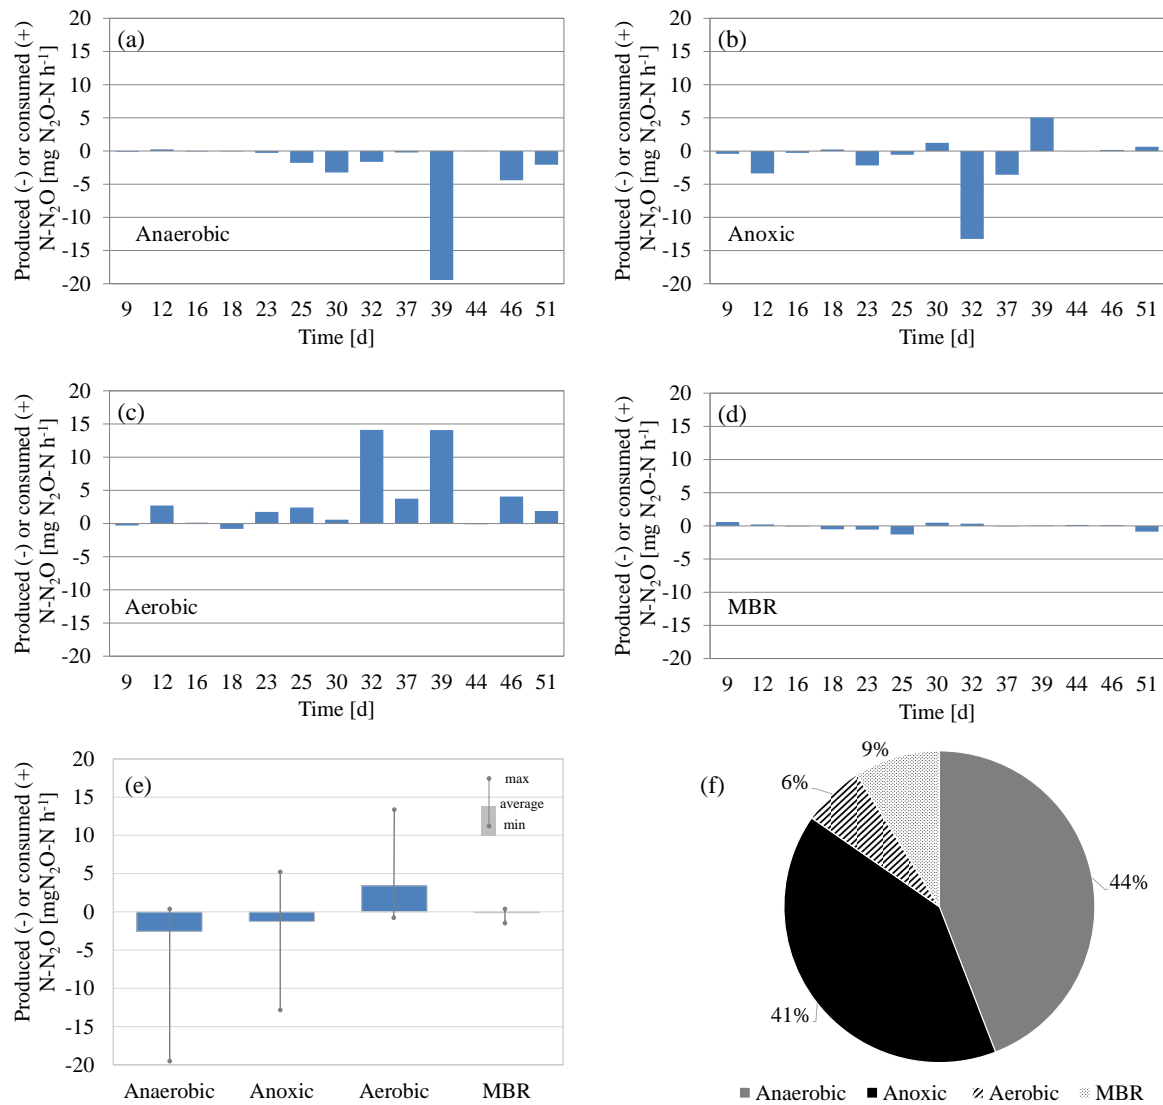 Produced (-) or consumed (+)
N-N₂O [mg N₂O-N h⁻¹]
20
15
10
5
0
-5
-10
-15
-20
(a)
Anaerobic
9 12 16 18 23 25 30 32 37 39 44 46 51
Time [d]
Produced (-) or consumed (+)
N-N₂O [mg N₂O-N h⁻¹]
20
15
10
5
0
-5
-10
-15
-20
(b)
Anoxic
9 12 16 18 23 25 30 32 37 39 44 46 51
Time [d]
Produced (-) or consumed (+)
N-N₂O [mg N₂O-N h⁻¹]
20
15
10
5
0
-5
-10
-15
-20
(c)
Aerobic
9 12 16 18 23 25 30 32 37 39 44 46 51
Time [d]
Produced (-) or consumed (+)
N-N₂O [mg N₂O-N h⁻¹]
20
15
10
5
0
-5
-10
-15
-20
(d)
MBR
9 12 16 18 23 25 30 32 37 39 44 46 51
Time [d]
Produced (-) or consumed (+)
N-N₂O [mgN₂O-N h⁻¹]
20
15
10
5
0
-5
-10
-15
-20
(e)
max
average
min
Anaerobic Anoxic Aerobic MBR
(f)
9%
6%
44%
41%
Anaerobic Anoxic Aerobic MBR